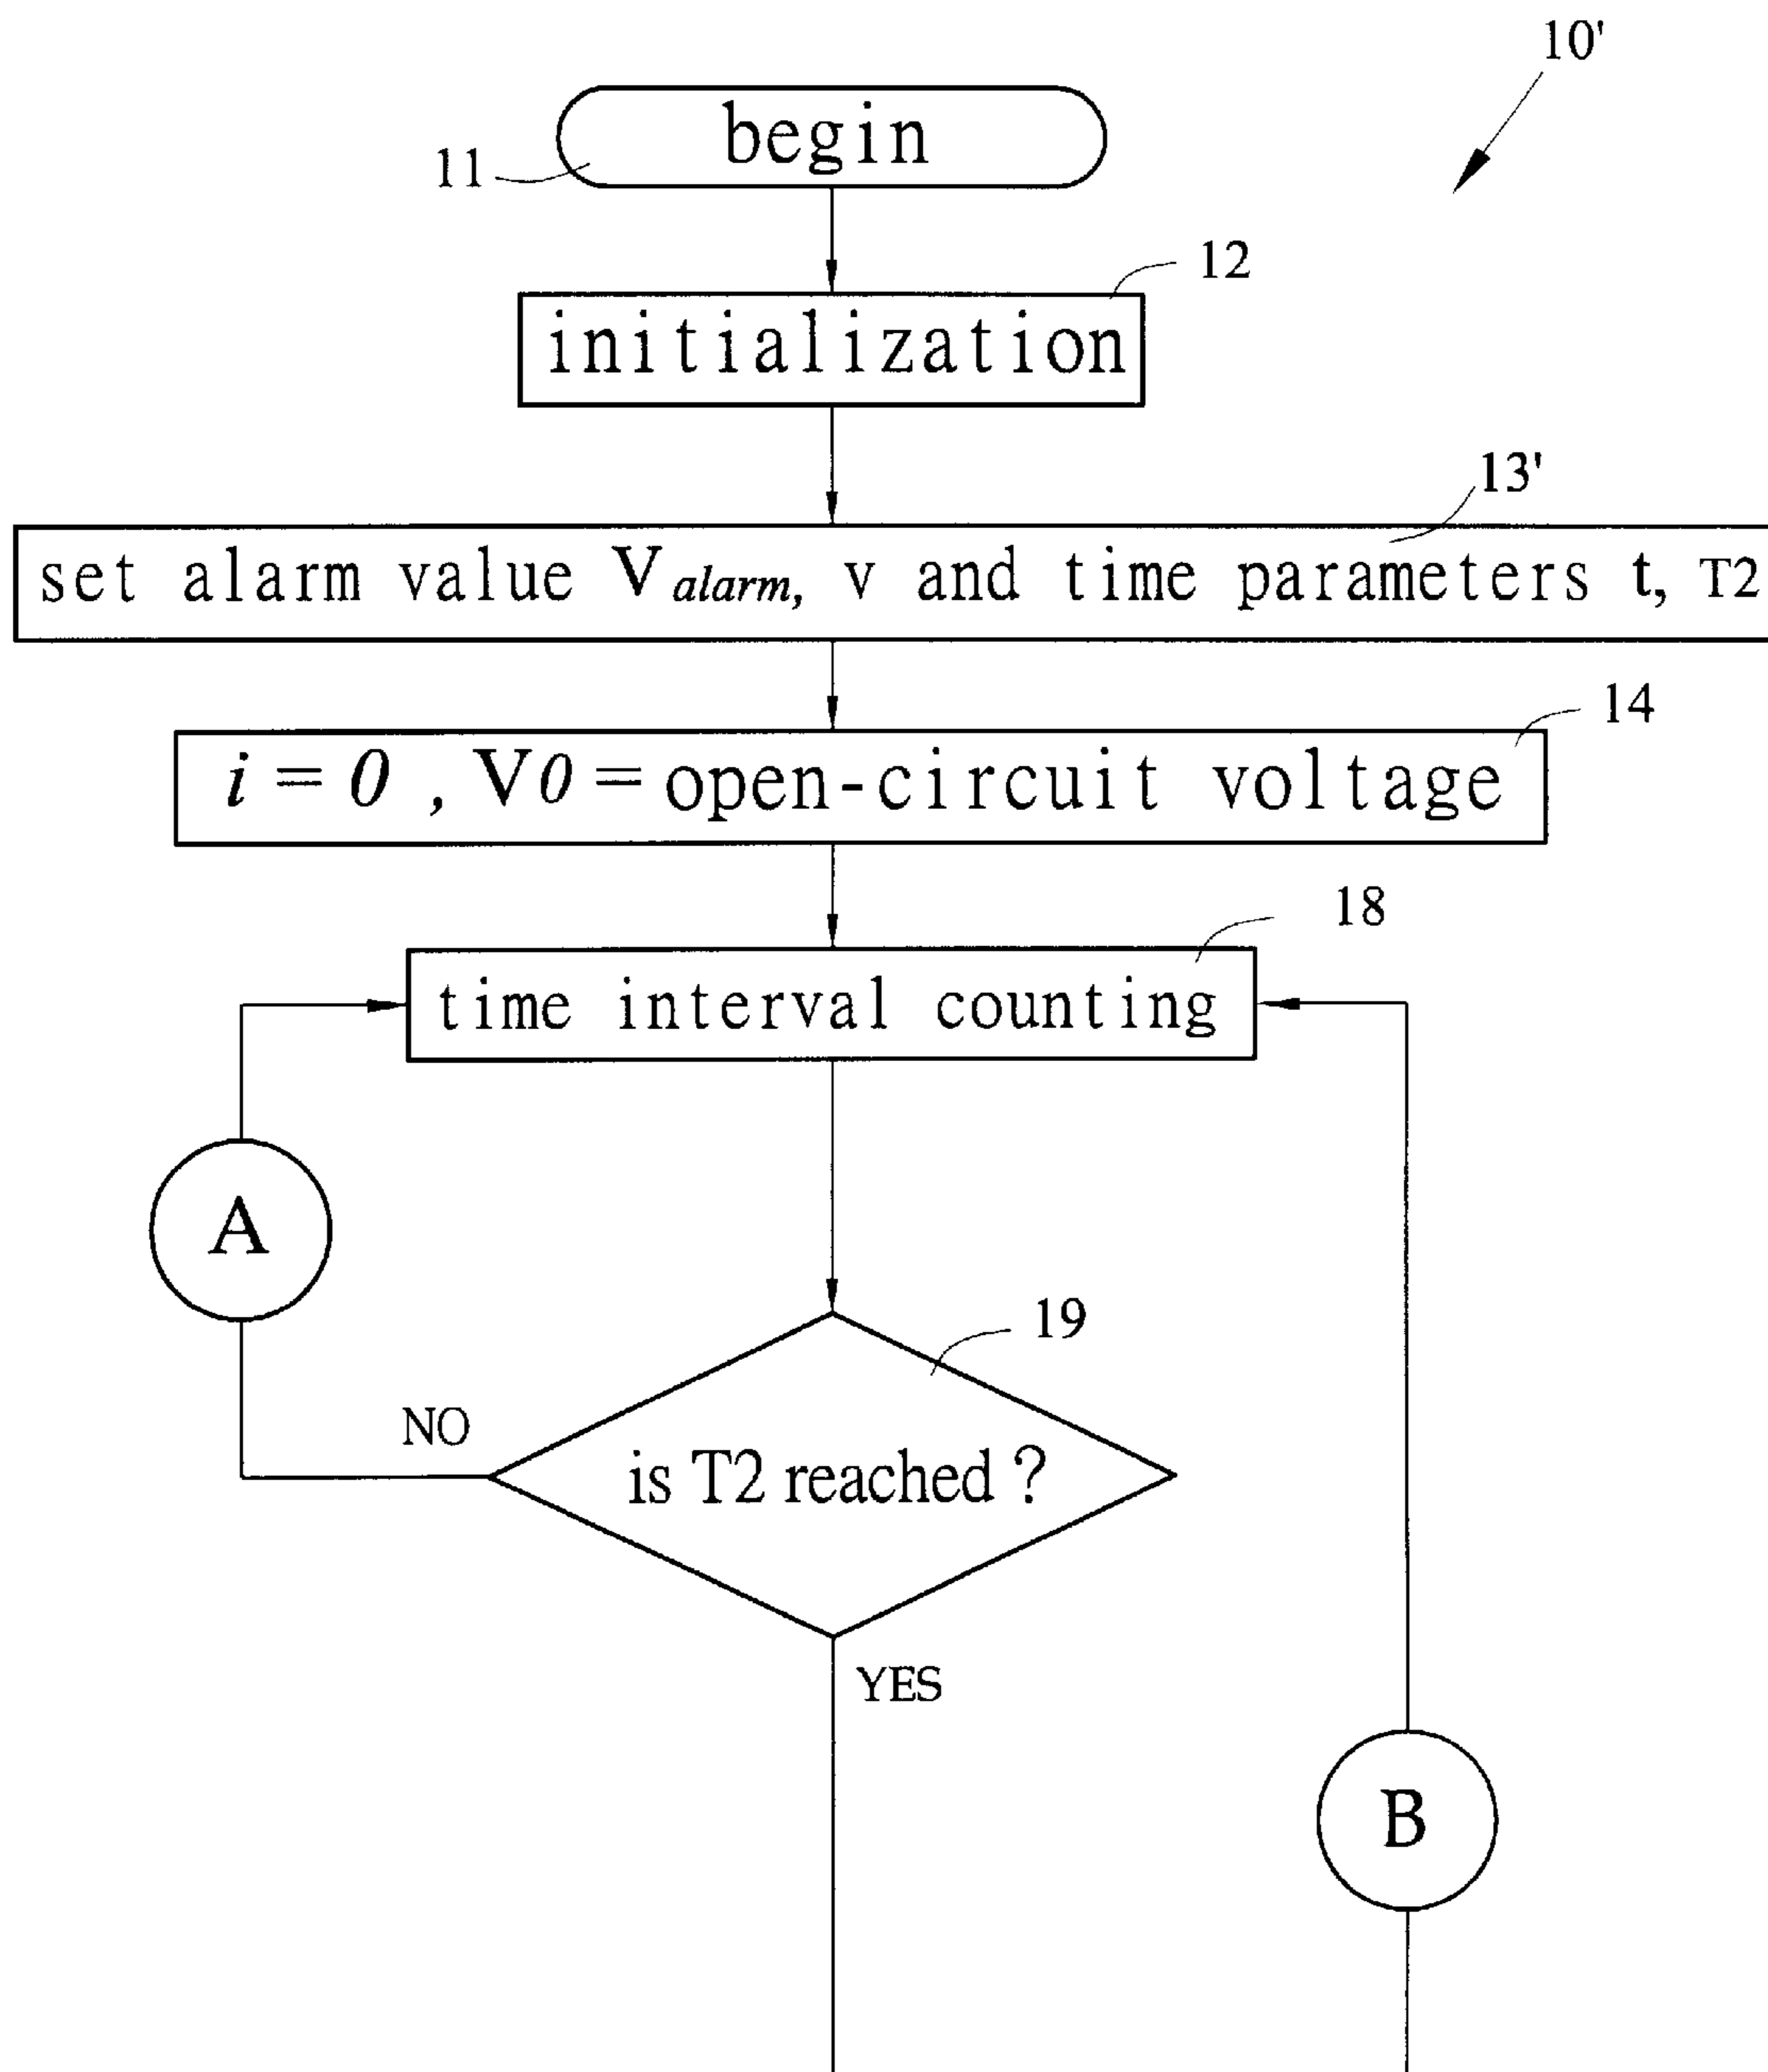 10'
begin
11
12
initialization
13'
set alarm value Valarm, v and time parameters t, T2
14
i = 0 , V0 = open-circuit voltage
18
time interval counting
A
19
NO
is T2 reached ?
YES
B